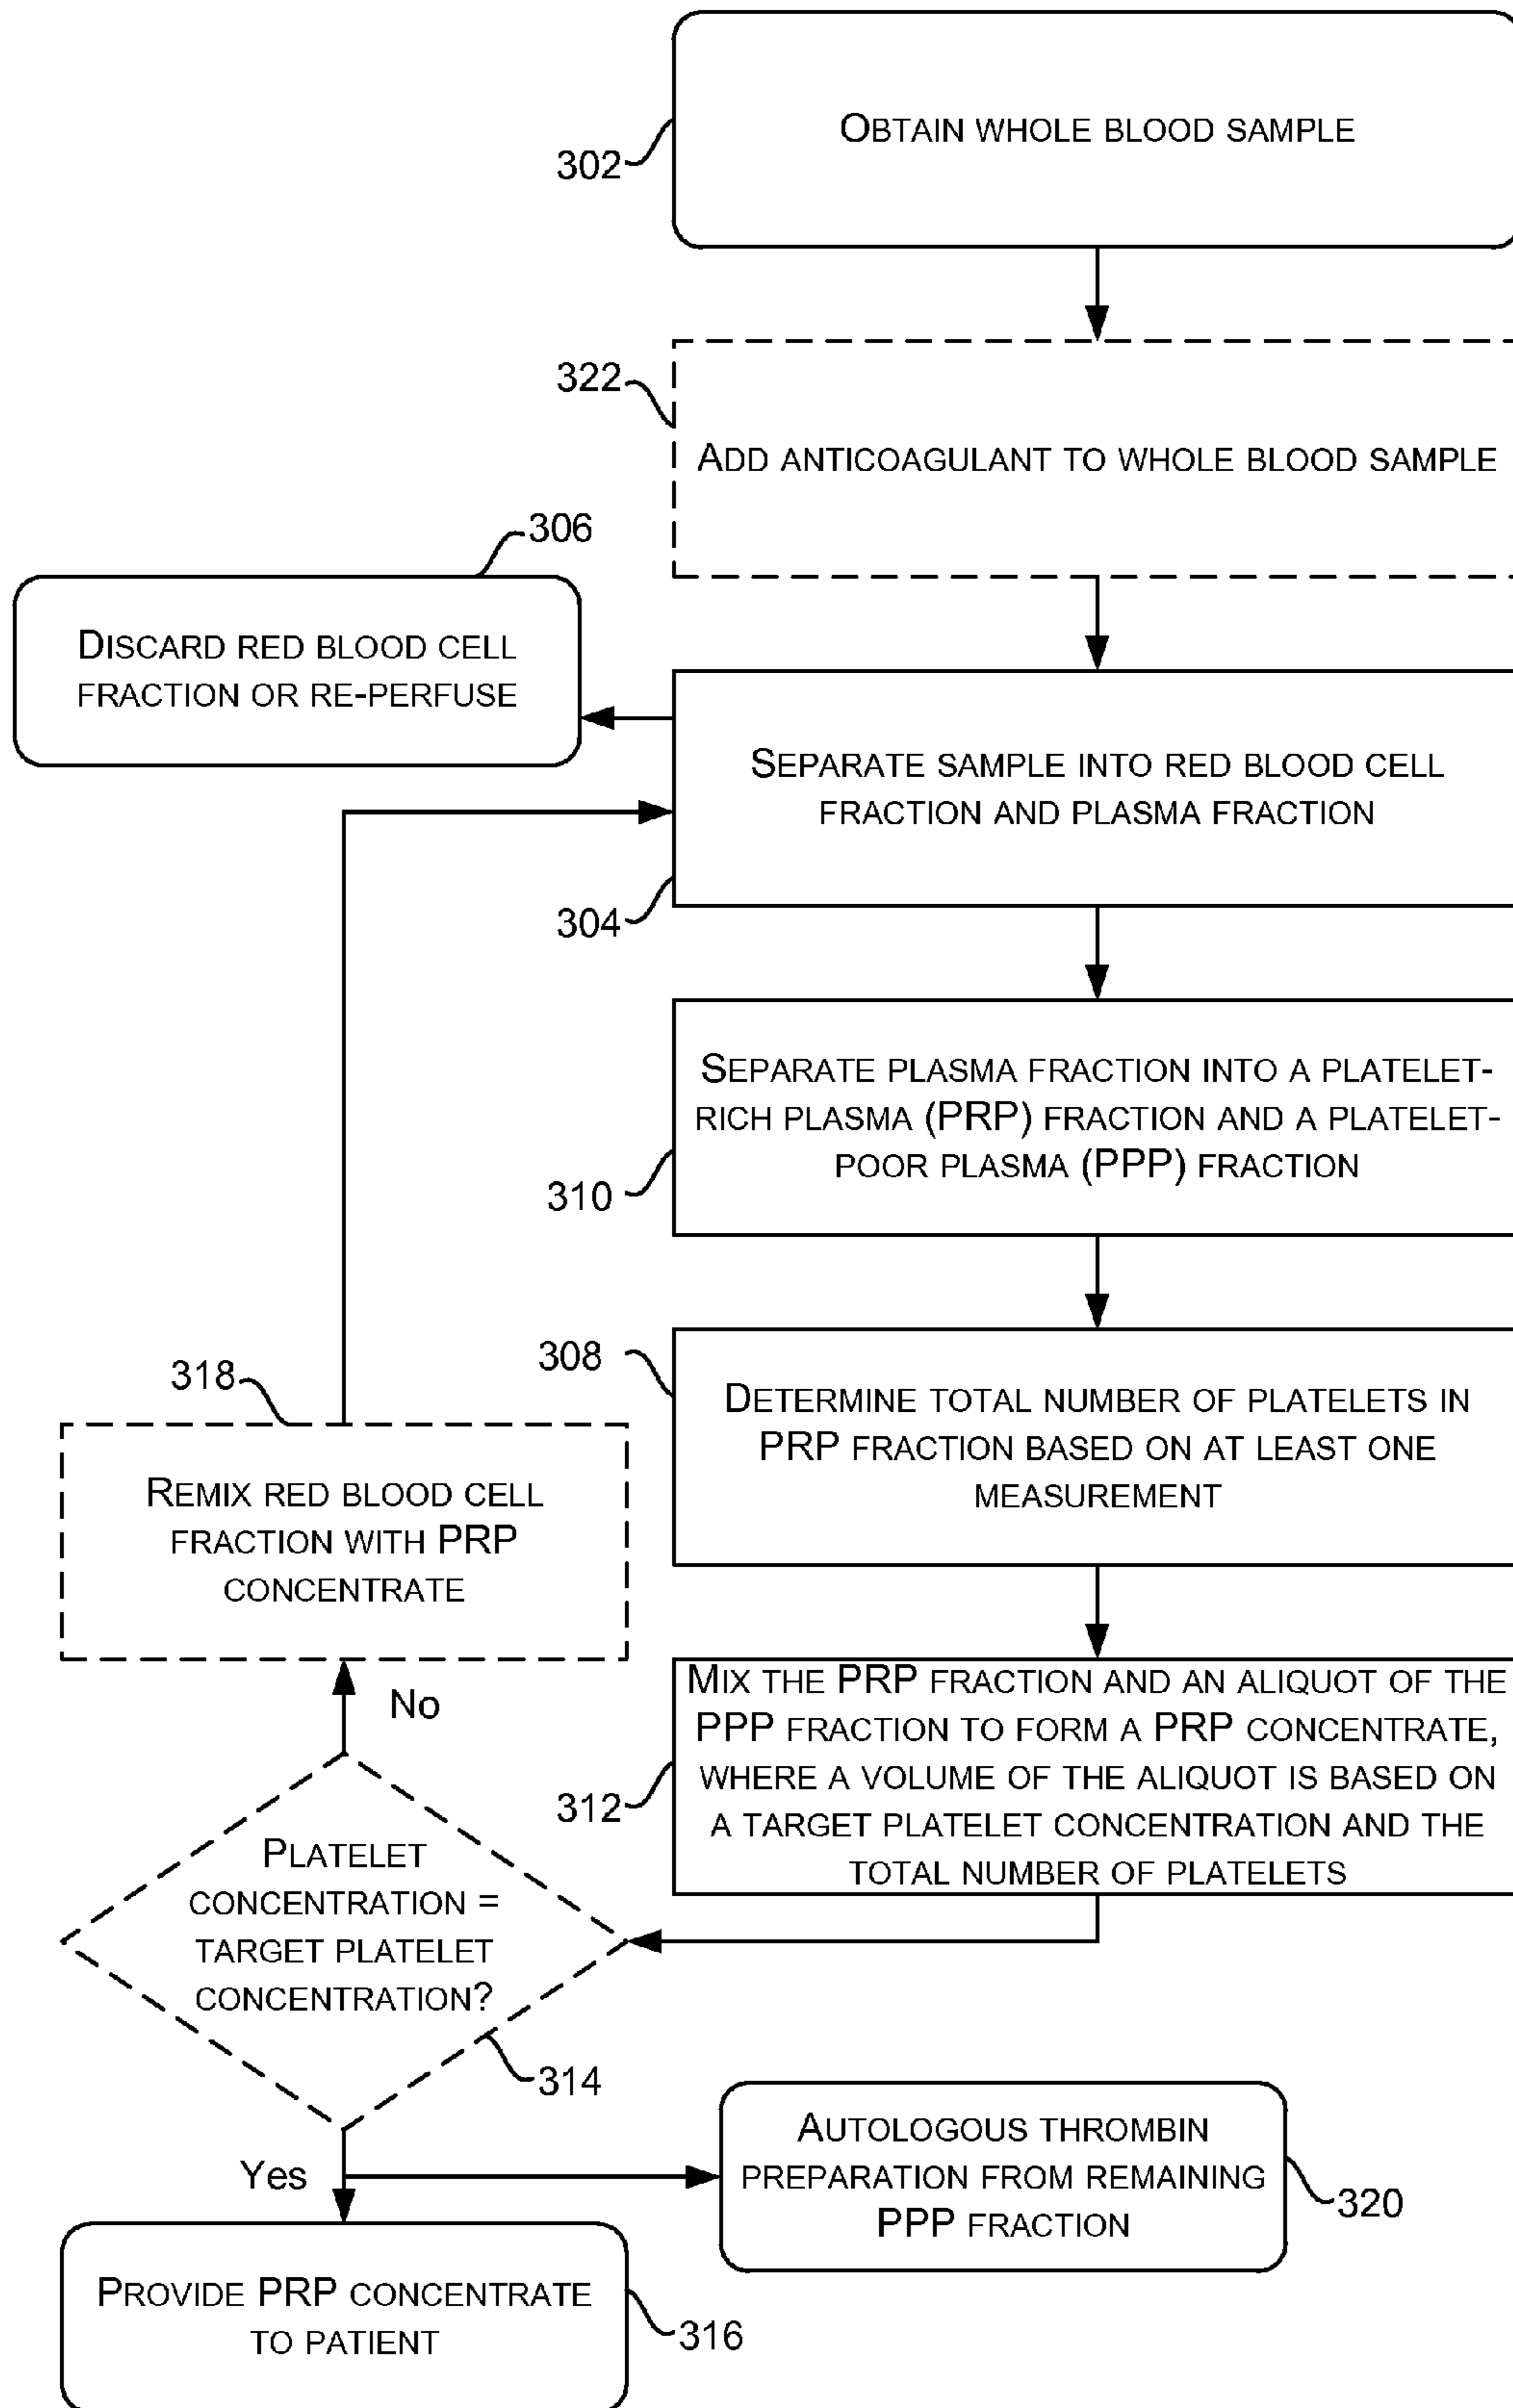 OBTAIN WHOLE BLOOD SAMPLE
302
322
ADD ANTICOAGULANT TO WHOLE BLOOD SAMPLE
306
DISCARD RED BLOOD CELL
FRACTION OR RE-PERFUSE
SEPARATE SAMPLE INTO RED BLOOD CELL
FRACTION AND PLASMA FRACTION
304
SEPARATE PLASMA FRACTION INTO A PLATELET-
RICH PLASMA (PRP) FRACTION AND A PLATELET-
POOR PLASMA (PPP) FRACTION
310
308
DETERMINE TOTAL NUMBER OF PLATELETS IN
PRP FRACTION BASED ON AT LEAST ONE
MEASUREMENT
318
REMIX RED BLOOD CELL
FRACTION WITH PRP
CONCENTRATE
No
MIX THE PRP FRACTION AND AN ALIQUOT OF THE
PPP FRACTION TO FORM A PRP CONCENTRATE,
WHERE A VOLUME OF THE ALIQUOT IS BASED ON
A TARGET PLATELET CONCENTRATION AND THE
TOTAL NUMBER OF PLATELETS
312
PLATELET
CONCENTRATION =
TARGET PLATELET
CONCENTRATION?
314
Yes
AUTOLOGOUS THROMBIN
PREPARATION FROM REMAINING
PPP FRACTION
320
PROVIDE PRP CONCENTRATE
TO PATIENT
316